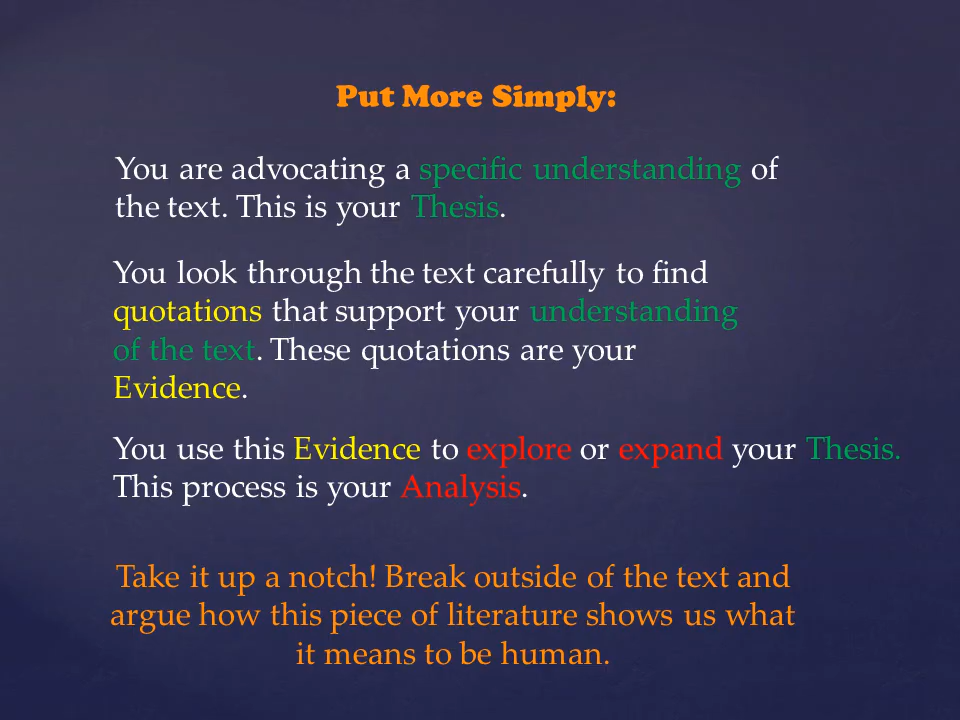 Put More Simply:
You are advocating a specific understanding of
the text. This is your Thesis.
You look through the text carefully to find
quotations that support your understanding
of the text. These quotations are your
Evidence.
You use this Evidence to explore or expand your Thesis.
This process is your Analysis.
Take it up a notch! Break outside of the text and
argue how this piece of literature shows us what
it means to be human.